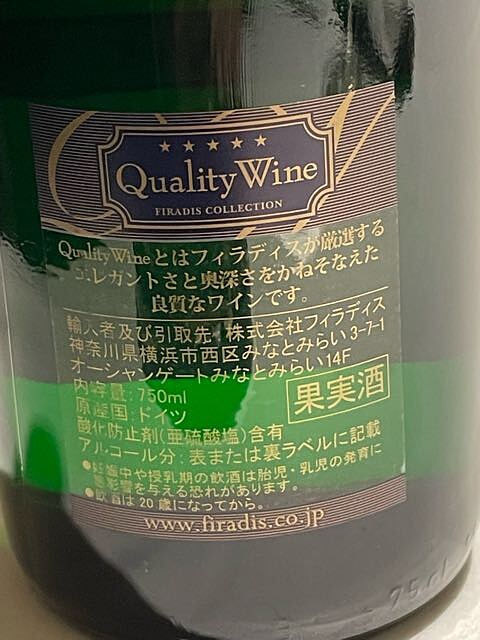 ★★★★★
Quality Wine
FIRADIS COLLECTION
Quality Wineとはフィラディスが厳選する
エレガントさと奥深さをかねそなえた
良質なワインです。
輸入者及び引取先:株式会社フィラディス
神奈川県横浜市西区みなとみらい3-7-1
オーシャンゲートみなとみらい14F
内容量:750ml
原産国:ドイツ
果実酒
酸化防止剤(亜硫酸塩)含有
アルコール分:表または裏ラベルに記載
●妊娠中や授乳期の飲酒は胎児・乳児の発育に
悪影響を与える恐れがあります。
●飲酒は20歳になってから。
www.firadis.co.jp
75cl